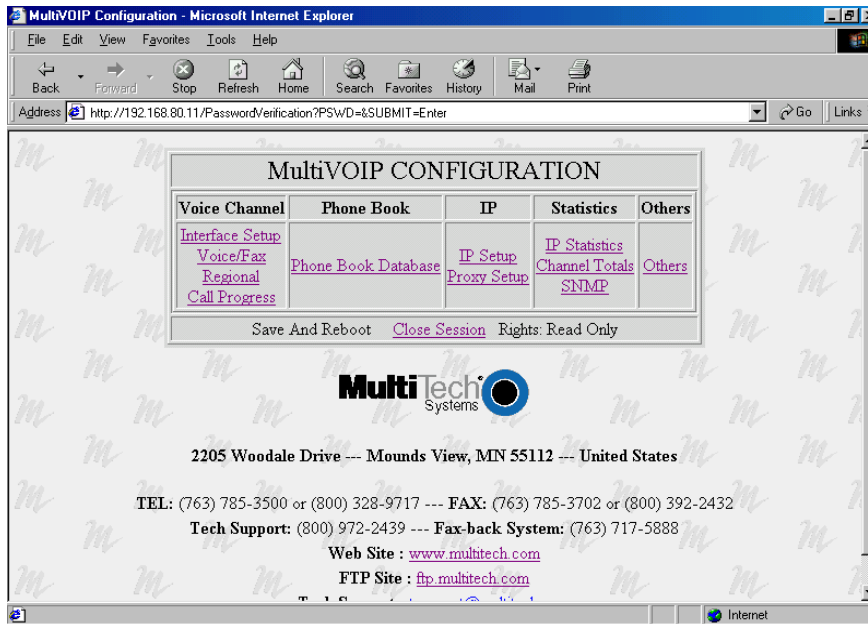 MultiVOIP Configuration - Microsoft Internet Explorer
File Edit View Favorites Tools Help
Back Forward Stop Refresh Home Search Favorites History Mail Print
Address http://192.168.80.11/PasswordVerification?PSWD=&SUBMIT=Enter Go Links
MultiVOIP CONFIGURATION
Voice Channel Phone Book IP Statistics Others
Interface Setup
Voice/Fax
Regional
Call Progress
Phone Book Database
IP Setup
Proxy Setup
IP Statistics
Channel Totals
SNMP
Others
Save And Reboot Close Session Rights: Read Only
MultiTech
Systems
2205 Woodale Drive --- Mounds View, MN 55112 --- United States
TEL: (763) 785-3500 or (800) 328-9717 --- FAX: (763) 785-3702 or (800) 392-2432
Tech Support: (800) 972-2439 --- Fax-back System: (763) 717-5888
Web Site : www.multitech.com
FTP Site : ftp.multitech.com
Internet